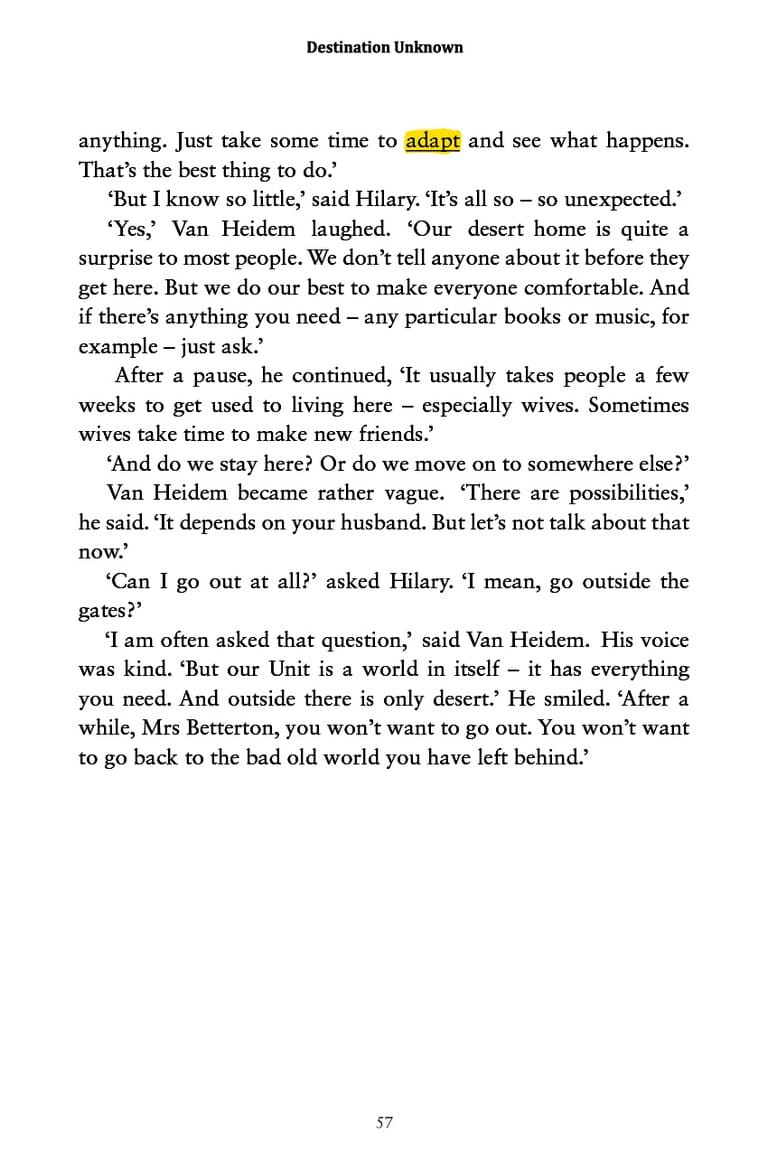 Destination Unknown
anything. Just take some time to adapt and see what happens.
That’s the best thing to do.’
‘But I know so little,’ said Hilary. ‘It’s all so – so unexpected.’
‘Yes,’ Van Heidem laughed. ‘Our desert home is quite a
surprise to most people. We don’t tell anyone about it before they
get here. But we do our best to make everyone comfortable. And
if there’s anything you need – any particular books or music, for
example – just ask.’
After a pause, he continued, ‘It usually takes people a few
weeks to get used to living here – especially wives. Sometimes
wives take time to make new friends.’
‘And do we stay here? Or do we move on to somewhere else?’
Van Heidem became rather vague. ‘There are possibilities,’
he said. ‘It depends on your husband. But let’s not talk about that
now.’
‘Can I go out at all?’ asked Hilary. ‘I mean, go outside the
gates?’
‘I am often asked that question,’ said Van Heidem. His voice
was kind. ‘But our Unit is a world in itself – it has everything
you need. And outside there is only desert.’ He smiled. ‘After a
while, Mrs Betterton, you won’t want to go out. You won’t want
to go back to the bad old world you have left behind.’
57